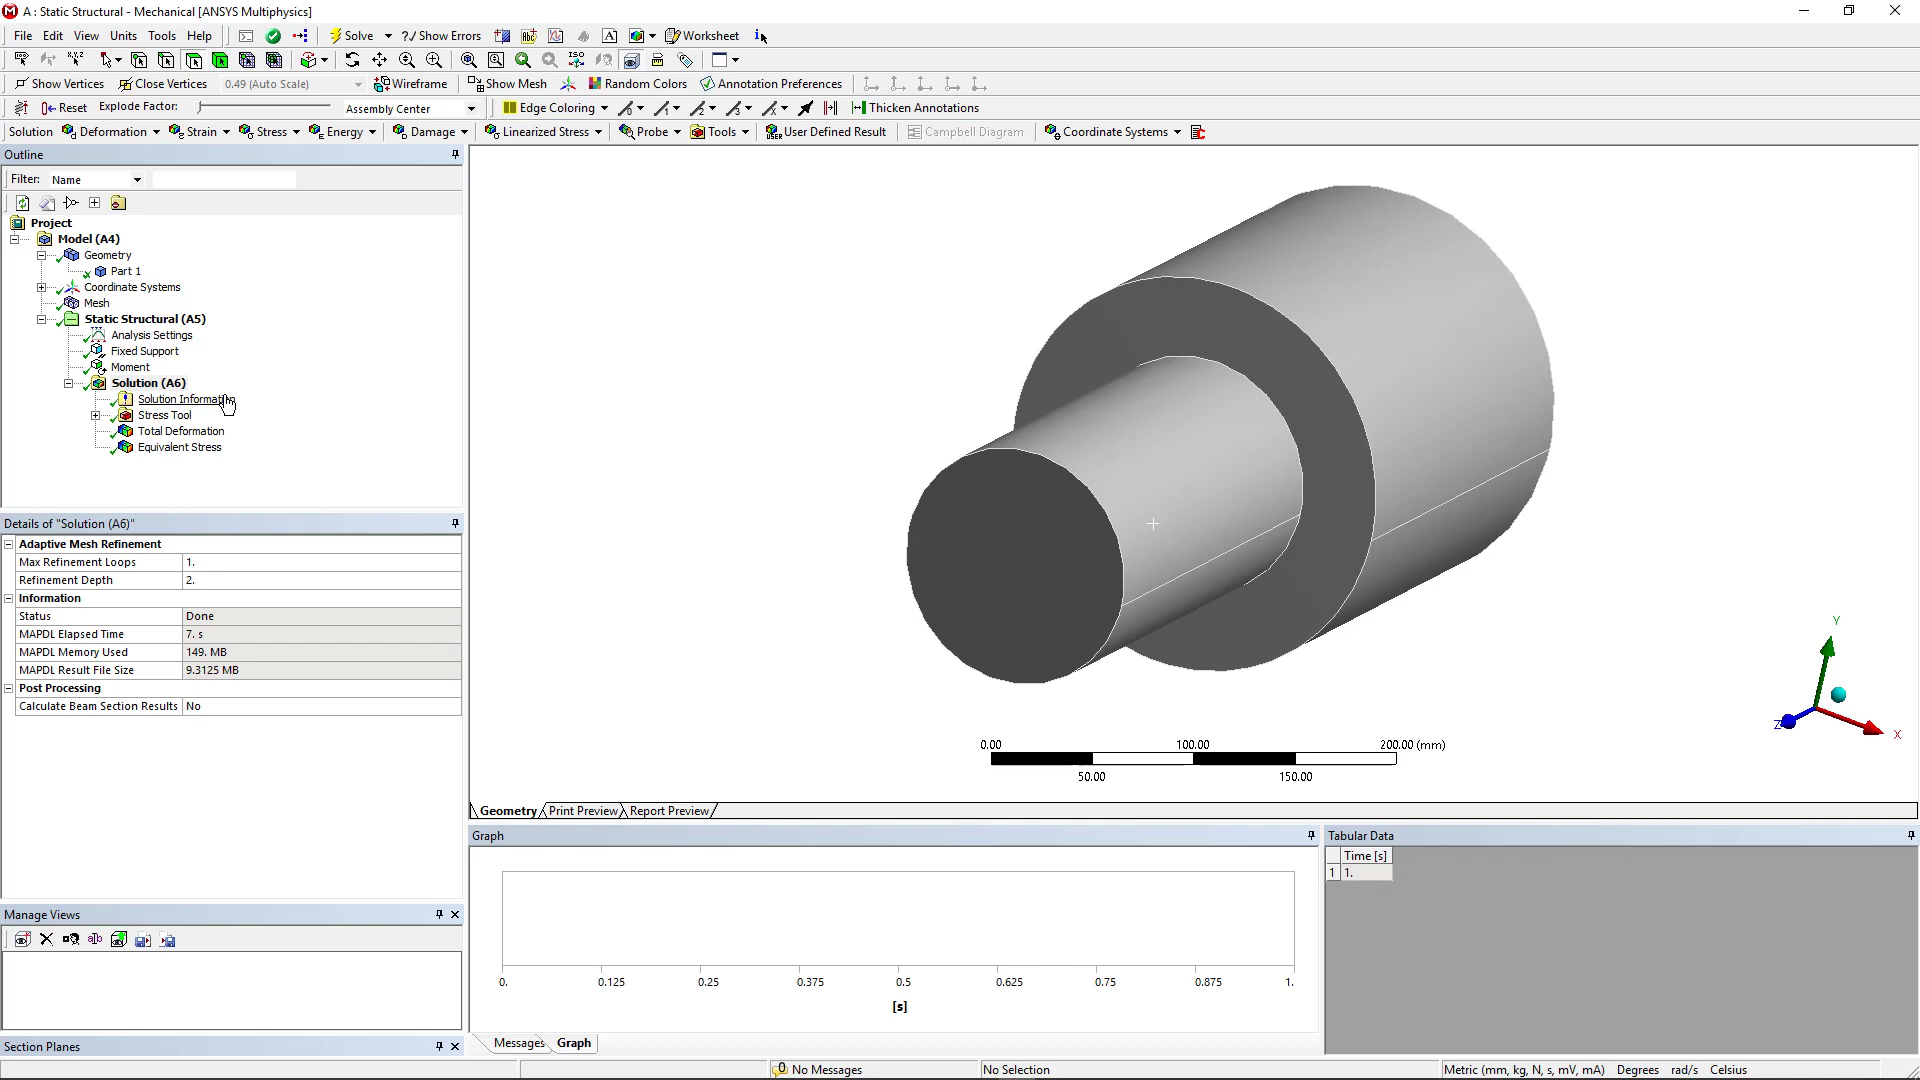 A : Static Structural - Mechanical [ANSYS Multiphysics]
File Edit View Units Tools Help Solve ?/ Show Errors Worksheet
Show Vertices Close Vertices 0.49 (Auto Scale) Wireframe Show Mesh Random Colors Annotation Preferences
Reset Explode Factor: Assembly Center Edge Coloring Thicken Annotations
Solution Deformation Strain Stress Energy Damage Linearized Stress Probe Tools User Defined Result Campbell Diagram Coordinate Systems
Outline
Filter: Name
Project
Model (A4)
Geometry
Part 1
Coordinate Systems
Mesh
Static Structural (A5)
Analysis Settings
Fixed Support
Moment
Solution (A6)
Solution Information
Stress Tool
Total Deformation
Equivalent Stress
Details of "Solution (A6)"
Adaptive Mesh Refinement
Max Refinement Loops 1.
Refinement Depth 2.
Information
Status Done
MAPDL Elapsed Time 7. s
MAPDL Memory Used 149. MB
MAPDL Result File Size 9.3125 MB
Post Processing
Calculate Beam Section Results No
Manage Views
Section Planes
Y
Z
X
0.00 100.00 200.00 (mm)
50.00 150.00
Geometry Print Preview Report Preview
Graph
0. 0.125 0.25 0.375 0.5 0.625 0.75 0.875 1.
[s]
Messages Graph
Tabular Data
Time [s]
1 1.
0 No Messages No Selection Metric (mm, kg, N, s, mV, mA) Degrees rad/s Celsius